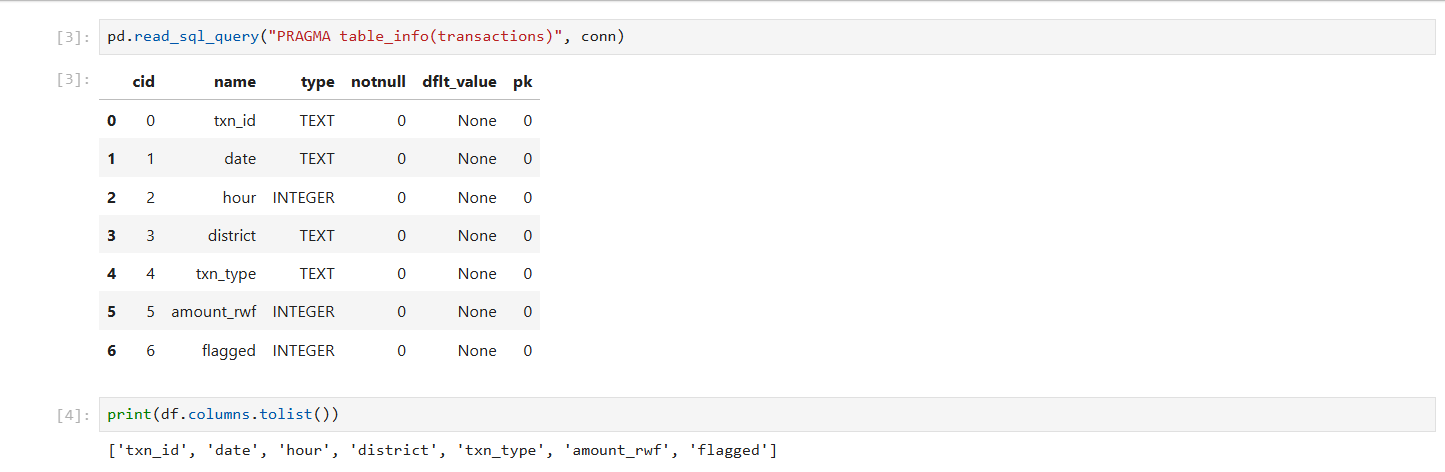 [3]: pd.read_sql_query("PRAGMA table_info(transactions)", conn)
[3]: cid name type notnull dflt_value pk
0 0 txn_id TEXT 0 None 0
1 1 date TEXT 0 None 0
2 2 hour INTEGER 0 None 0
3 3 district TEXT 0 None 0
4 4 txn_type TEXT 0 None 0
5 5 amount_rwf INTEGER 0 None 0
6 6 flagged INTEGER 0 None 0
[4]: print(df.columns.tolist())
['txn_id', 'date', 'hour', 'district', 'txn_type', 'amount_rwf', 'flagged']